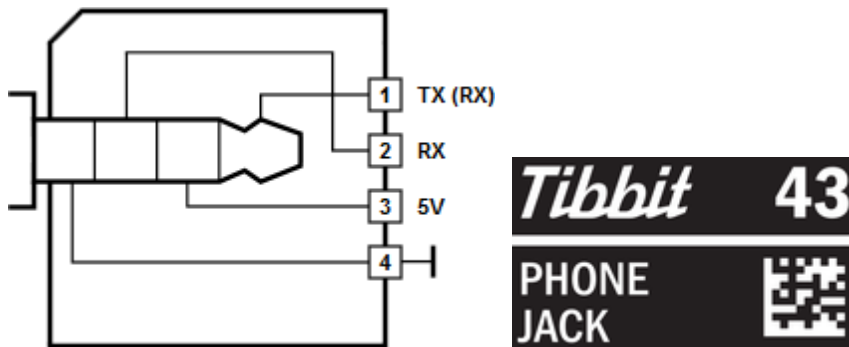 1 TX (RX)
2 RX
3 5V
4
Tibbit 43
PHONE
JACK